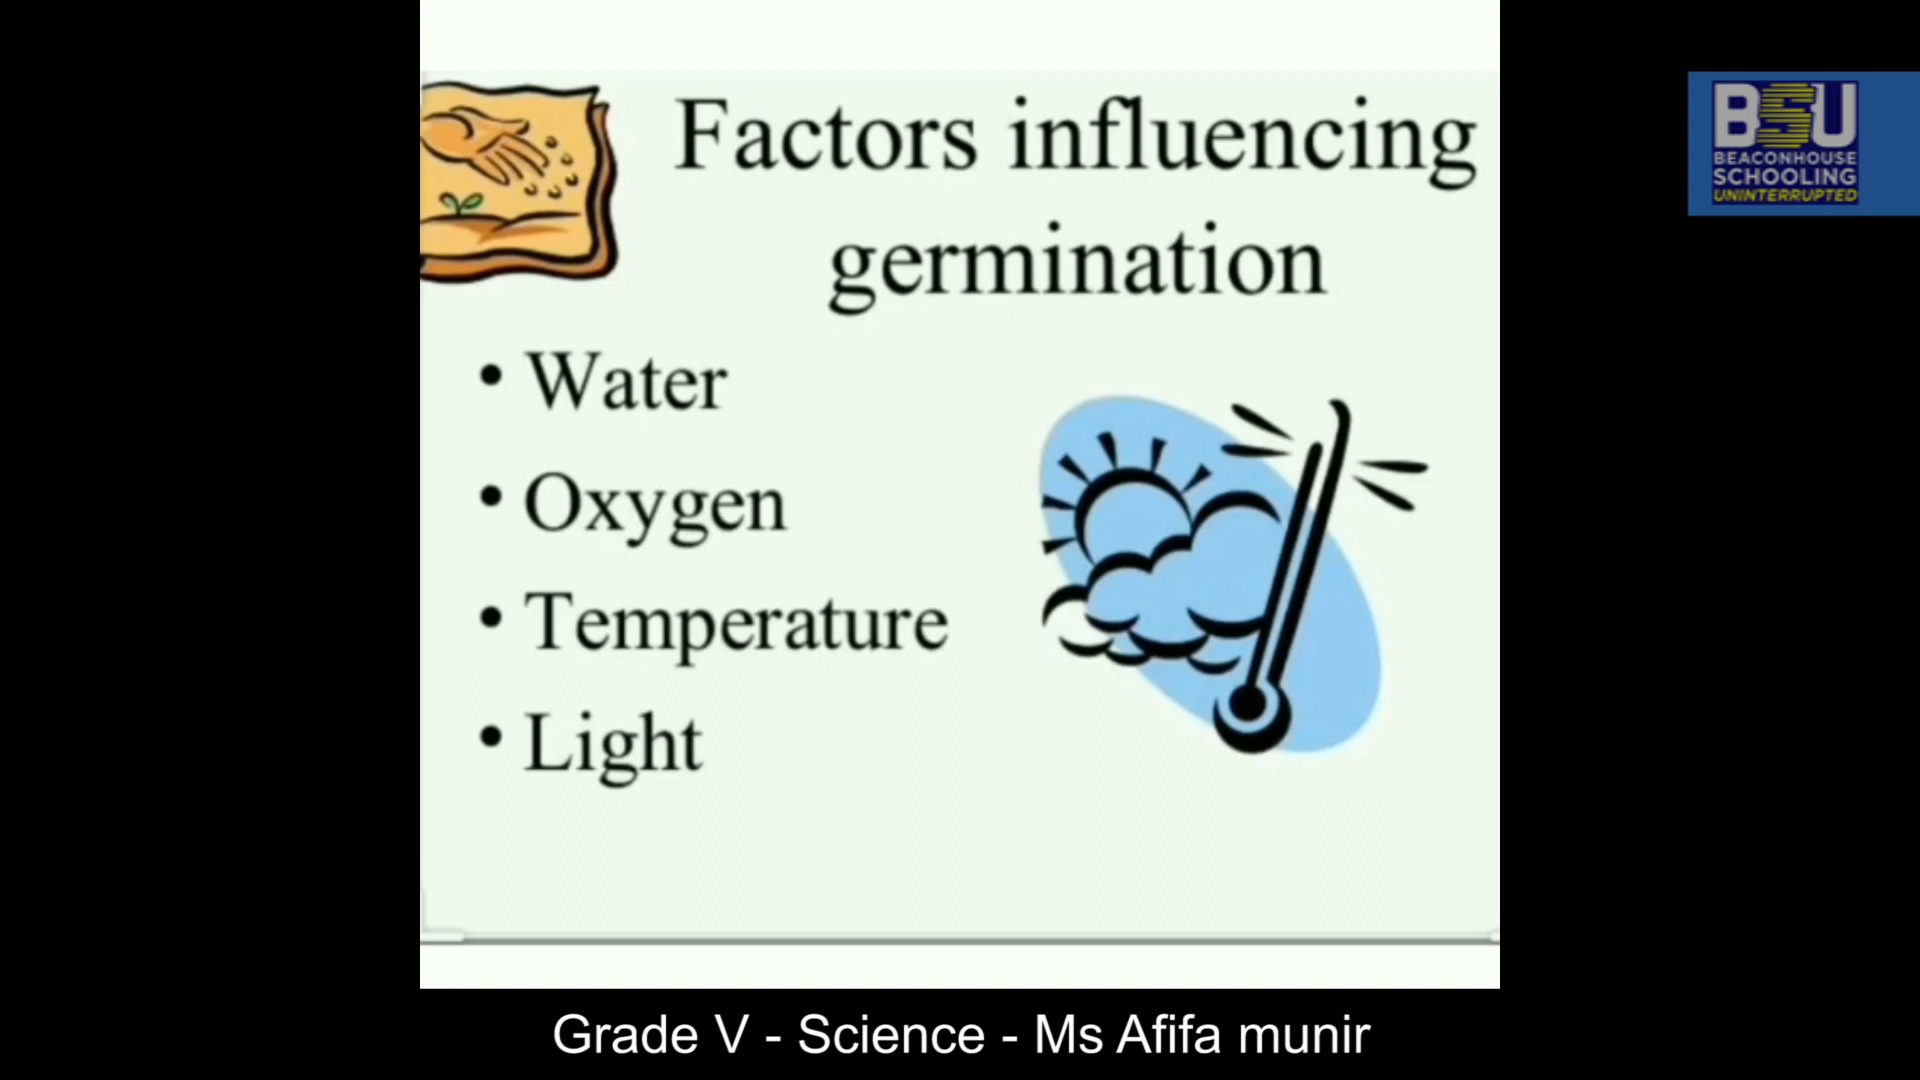 Factors influencing
germination
• Water
• Oxygen
• Temperature
• Light
BSU
BEACONHOUSE
SCHOOLING
UNINTERRUPTED
Grade V - Science - Ms Afifa munir